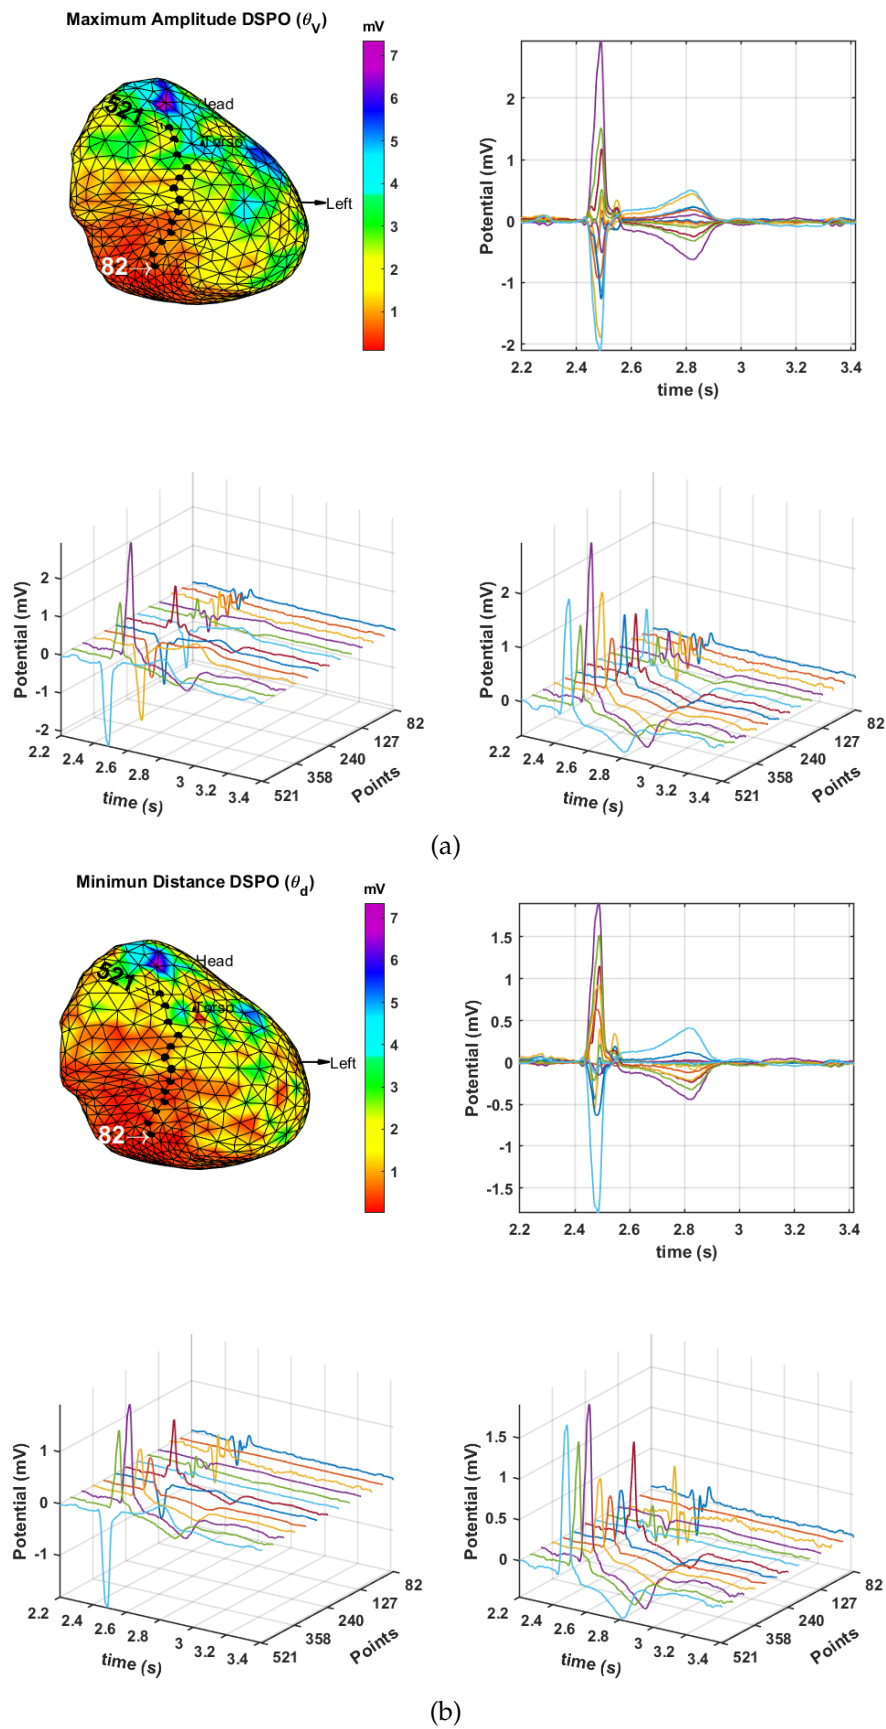 Maximum Amplitude DSPO (θV)
mV
7
6
5
4
3
2
1
521
Torso
Left
82→
2
1
0
-1
-2
Potential (mV)
2.2 2.4 2.6 2.8 3 3.2 3.4
time (s)
2
1
0
-1
-2
Potential (mV)
2.2 2.4 2.6 2.8 3 3.2 3.4
time (s)
521 358 240 127 82
Points
2
1
0
Potential (mV)
2.2 2.4 2.6 2.8 3 3.2 3.4
time (s)
521 358 240 127 82
Points
(a)
Minimun Distance DSPO (θd)
mV
7
6
5
4
3
2
1
521
Head
Torso
Left
82→
1.5
1
0.5
0
-0.5
-1
-1.5
Potential (mV)
2.2 2.4 2.6 2.8 3 3.2 3.4
time (s)
1
0
-1
Potential (mV)
2.2 2.4 2.6 2.8 3 3.2 3.4
time (s)
521 358 240 127 82
Points
1.5
1
0.5
0
Potential (mV)
2.2 2.4 2.6 2.8 3 3.2 3.4
time (s)
521 358 240 127 82
Points
(b)